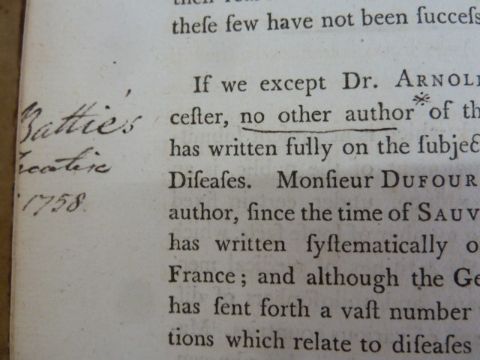 theſe few have not been ſucceſs
If we except Dr. ARNOL
ceſter, no other author* of th
has written fully on the ſubje
Diſeaſes. Monſieur DUFOUR
author, ſince the time of SAUV
has written ſyſtematically o
France; and although the Ge
has ſent forth a vaſt number
tions which relate to diſeaſes
Battie's
Treatise
1758.